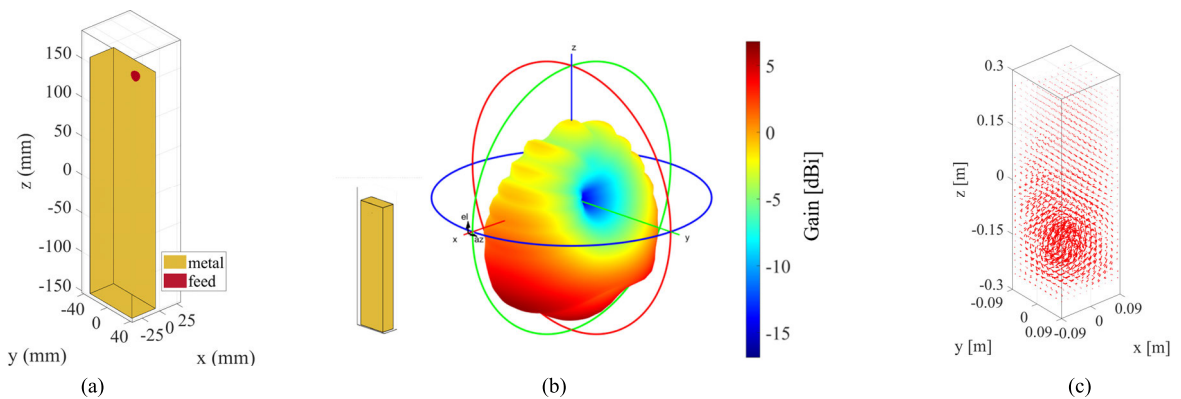 150
100
50
0
-50
-100
-150
z (mm)
-40
0
40
-25
0
25
y (mm)
x (mm)
metal
feed
(a)
z
el
x
az
y
5
0
-5
-10
-15
Gain [dBi]
(b)
0.3
0.15
0
-0.15
-0.3
z [m]
-0.09
0
0.09
-0.09
0
0.09
y [m]
x [m]
(c)